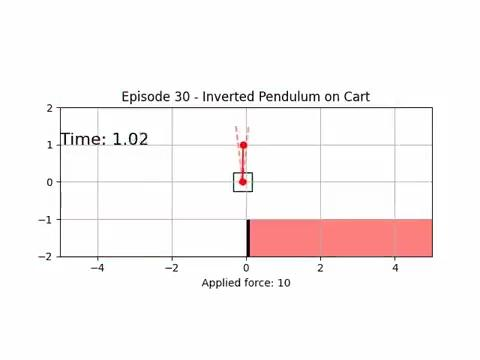 Episode 30 - Inverted Pendulum on Cart
2
Time: 1.02
1
0
−1
−2
−4 −2 0 2 4
Applied force: 10